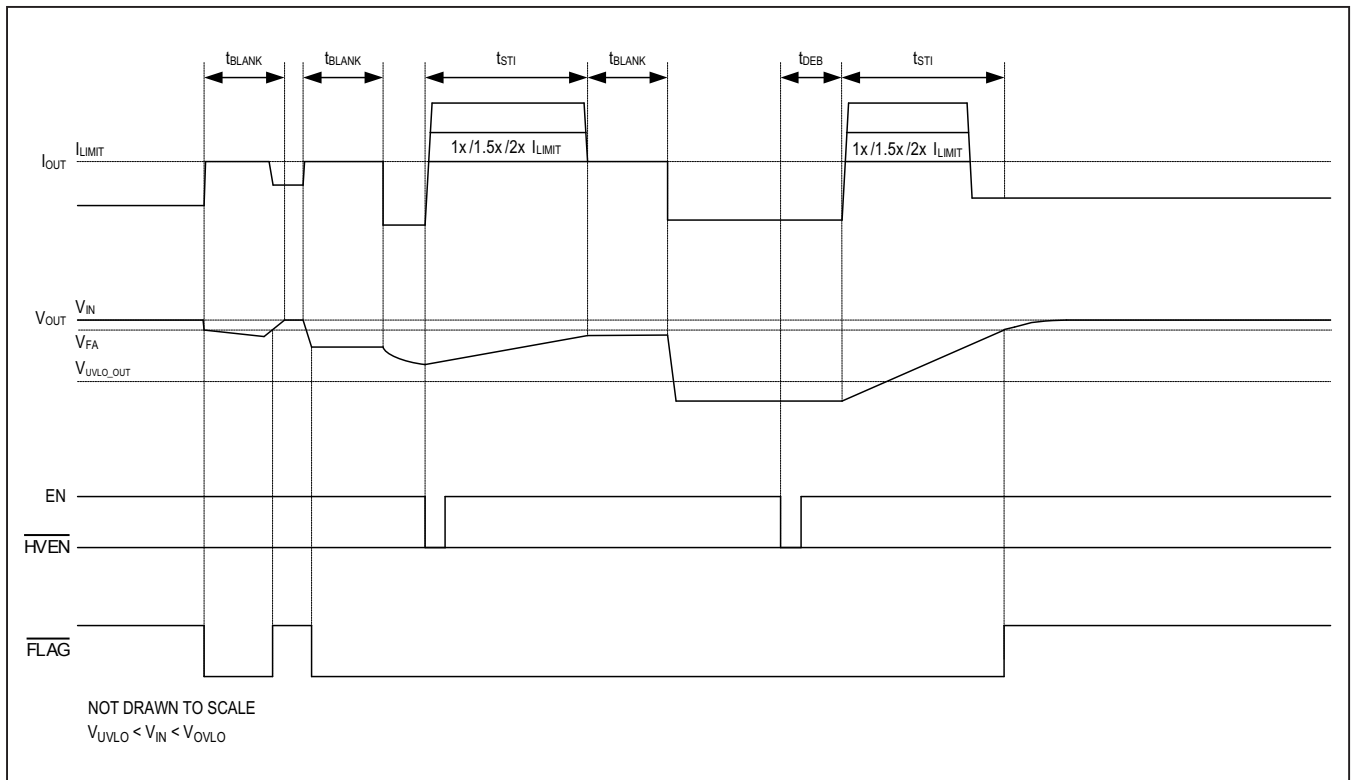 tBLANK tBLANK tSTI tBLANK tDEB tSTI
ILIMIT
IOUT
1x/1.5x/2x ILIMIT 1x/1.5x/2x ILIMIT
VIN
VOUT
VFA
VUVLO_OUT
EN
HVEN
FLAG
NOT DRAWN TO SCALE
VUVLO < VIN < VOVLO